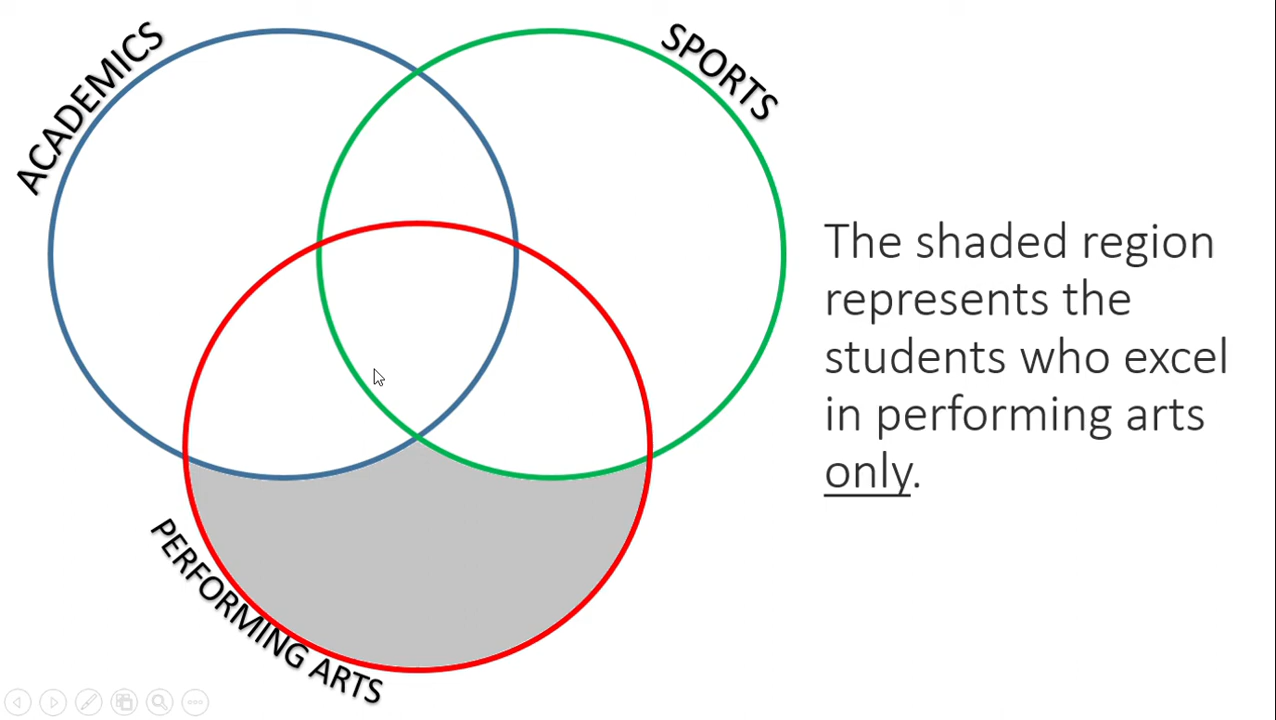 ACADEMICS
SPORTS
The shaded region
represents the
students who excel
in performing arts
only.
PERFORMING ARTS